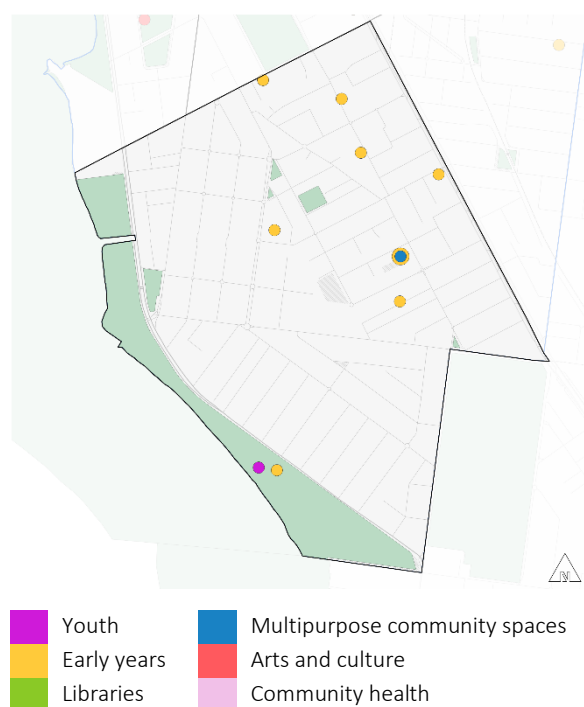 N
Youth
Early years
Libraries
Multipurpose community spaces
Arts and culture
Community health